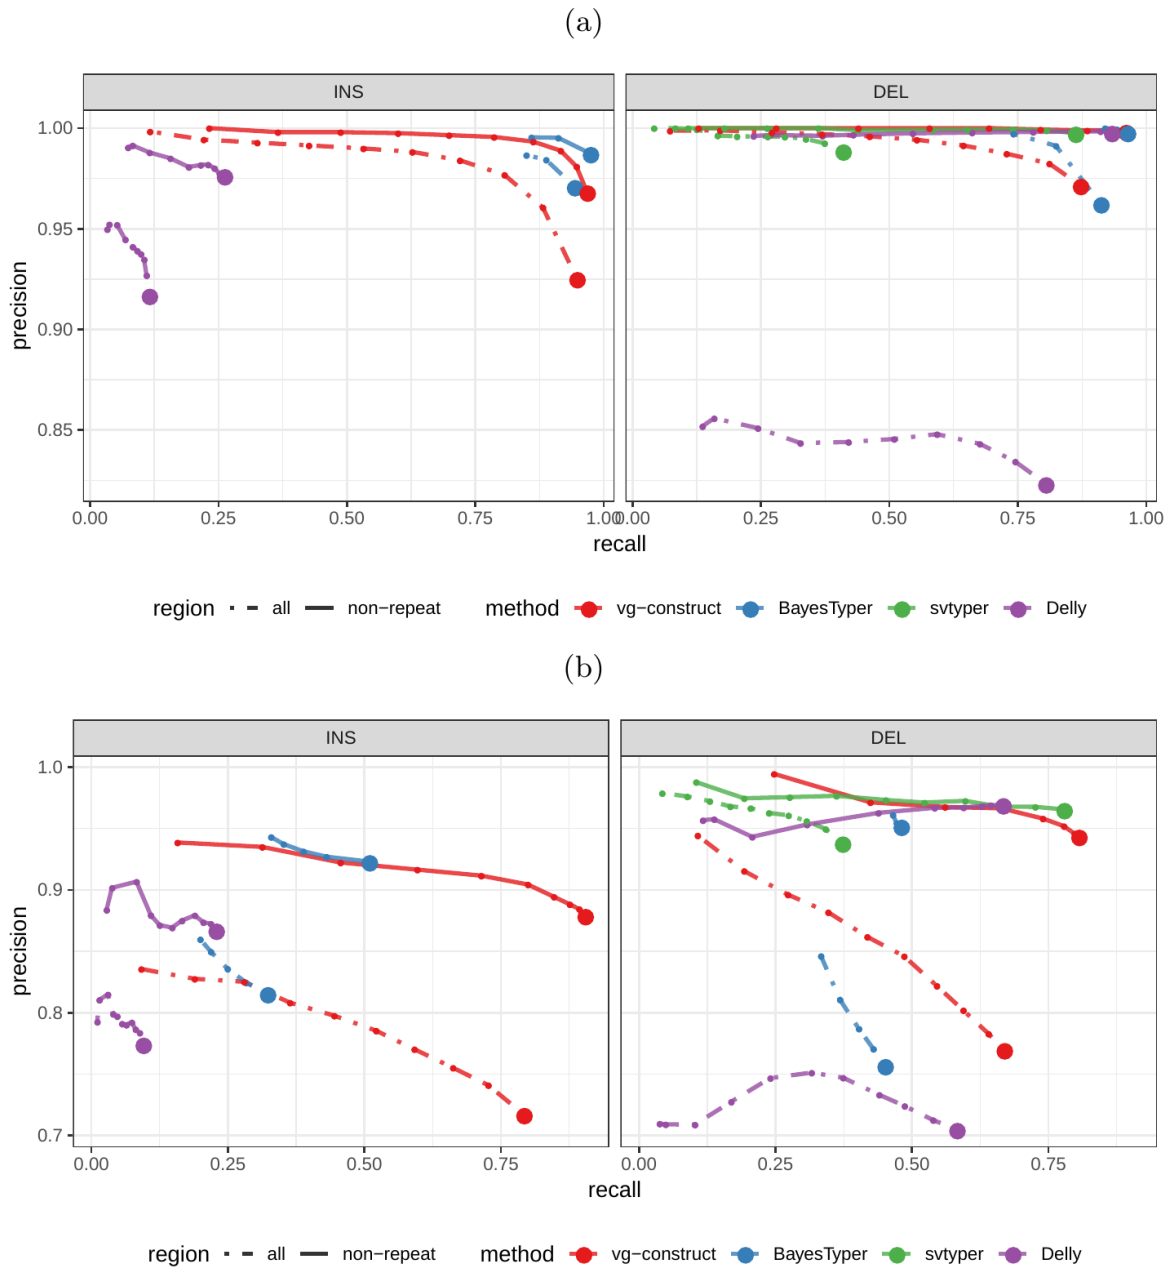 (a)
INS DEL
1.00
0.95
0.90
0.85
precision
0.00 0.25 0.50 0.75 1.00 0.00 0.25 0.50 0.75 1.00
recall
region all non−repeat method vg−construct BayesTyper svtyper Delly
(b)
INS DEL
1.0
0.9
0.8
0.7
precision
0.00 0.25 0.50 0.75 0.00 0.25 0.50 0.75
recall
region all non−repeat method vg−construct BayesTyper svtyper Delly